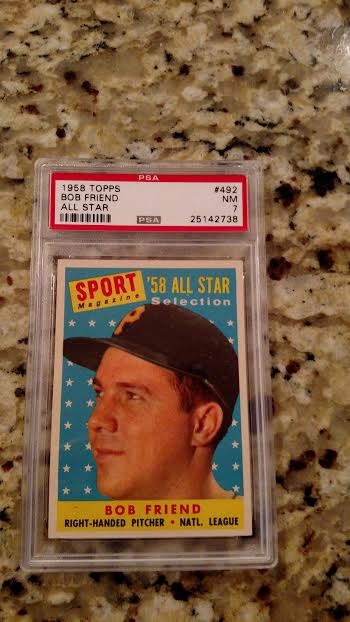 PSA
1958 TOPPS #492
BOB FRIEND NM
ALL STAR 7
PSA 25142738
SPORT '58 ALL STAR
Magazine Selection
BOB FRIEND
RIGHT-HANDED PITCHER • NATL. LEAGUE